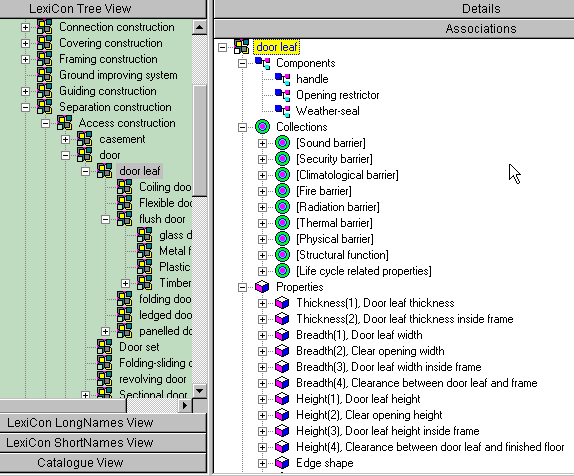 LexiCon Tree View
Connection construction
Covering construction
Framing construction
Ground improving system
Guiding construction
Separation construction
Access construction
casement
door
door leaf
Coiling doo
Flexible doo
flush door
glass d
Metal f
Plastic
Timber
folding doo
ledged doo
panelled do
Door set
Folding-sliding d
revolving door
Sectional door
LexiCon LongNames View
LexiCon ShortNames View
Catalogue View
Details
Associations
door leaf
Components
handle
Opening restrictor
Weather-seal
Collections
[Sound barrier]
[Security barrier]
[Climatological barrier]
[Fire barrier]
[Radiation barrier]
[Thermal barrier]
[Physical barrier]
[Structural function]
[Life cycle related properties]
Properties
Thickness(1), Door leaf thickness
Thickness(2), Door leaf thickness inside frame
Breadth(1), Door leaf width
Breadth(2), Clear opening width
Breadth(3), Door leaf width inside frame
Breadth(4), Clearance between door leaf and frame
Height(1), Door leaf height
Height(2), Clear opening height
Height(3), Door leaf height inside frame
Height(4), Clearance between door leaf and finished floor
Edge shape